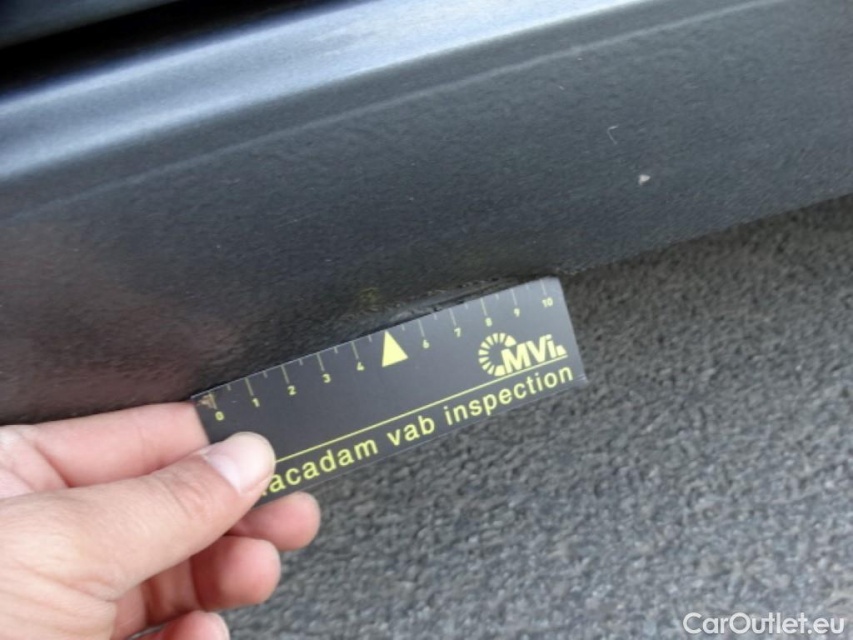 0 1 2 3 4 6 7 8 9 10
MVi
acadam vab inspection
CarOutlet.eu